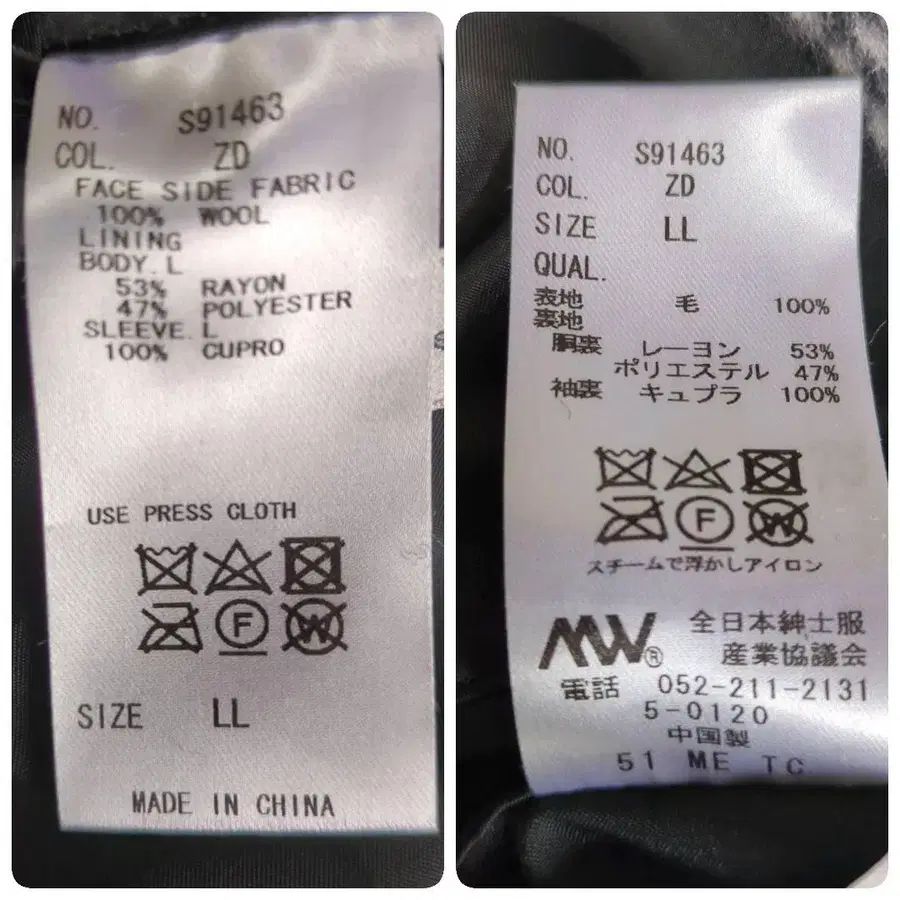 NO. S91463
COL. ZD
FACE SIDE FABRIC
100% WOOL
LINING
BODY.L
53% RAYON
47% POLYESTER
SLEEVE.L
100% CUPRO
USE PRESS CLOTH
F W
SIZE LL
MADE IN CHINA
NO. S91463
COL. ZD
SIZE LL
QUAL.
表地 毛 100%
裏地
胴裏 レーヨン 53%
ポリエステル 47%
袖裏 キュプラ 100%
F W
スチームで浮かしアイロン
MW® 全日本紳士服
産業協議会
電話 052-211-2131
5-0120
中国製
51 ME TC